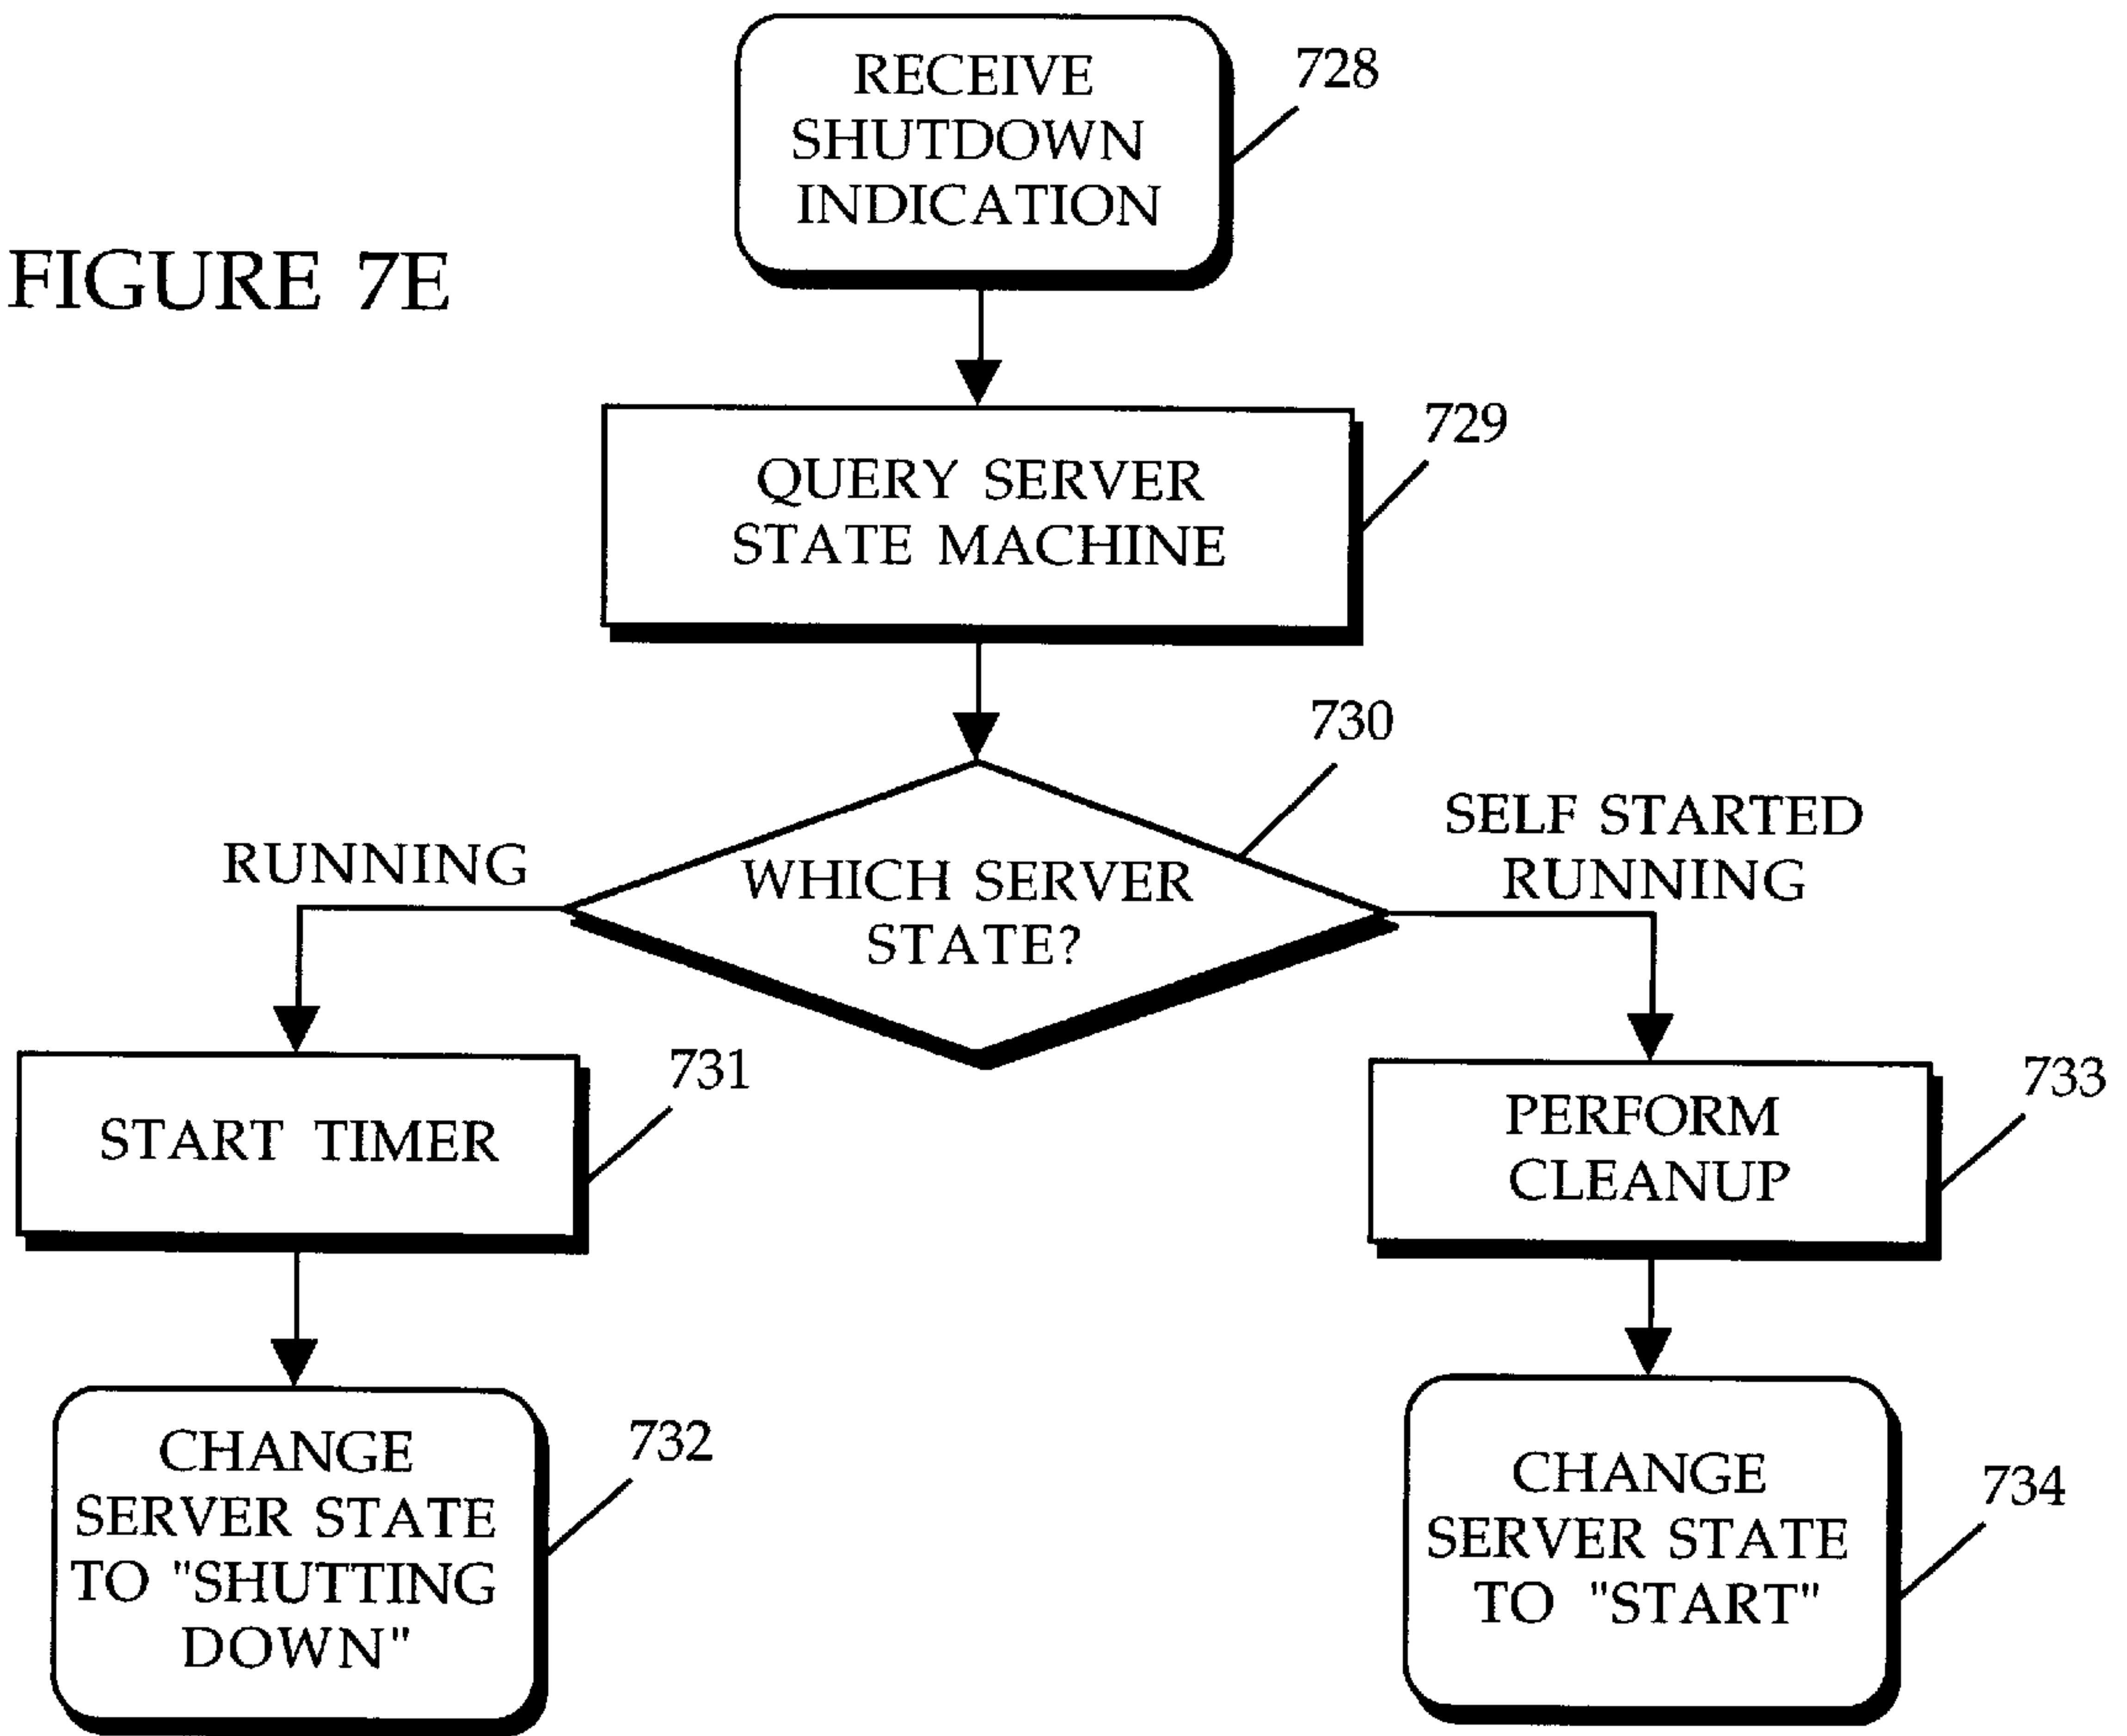 RECEIVE
SHUTDOWN
INDICATION
728
FIGURE 7E
QUERY SERVER
STATE MACHINE
729
730
WHICH SERVER
STATE?
RUNNING
SELF STARTED
RUNNING
START TIMER
731
PERFORM
CLEANUP
733
CHANGE
SERVER STATE
TO "SHUTTING
DOWN"
732
CHANGE
SERVER STATE
TO "START"
734